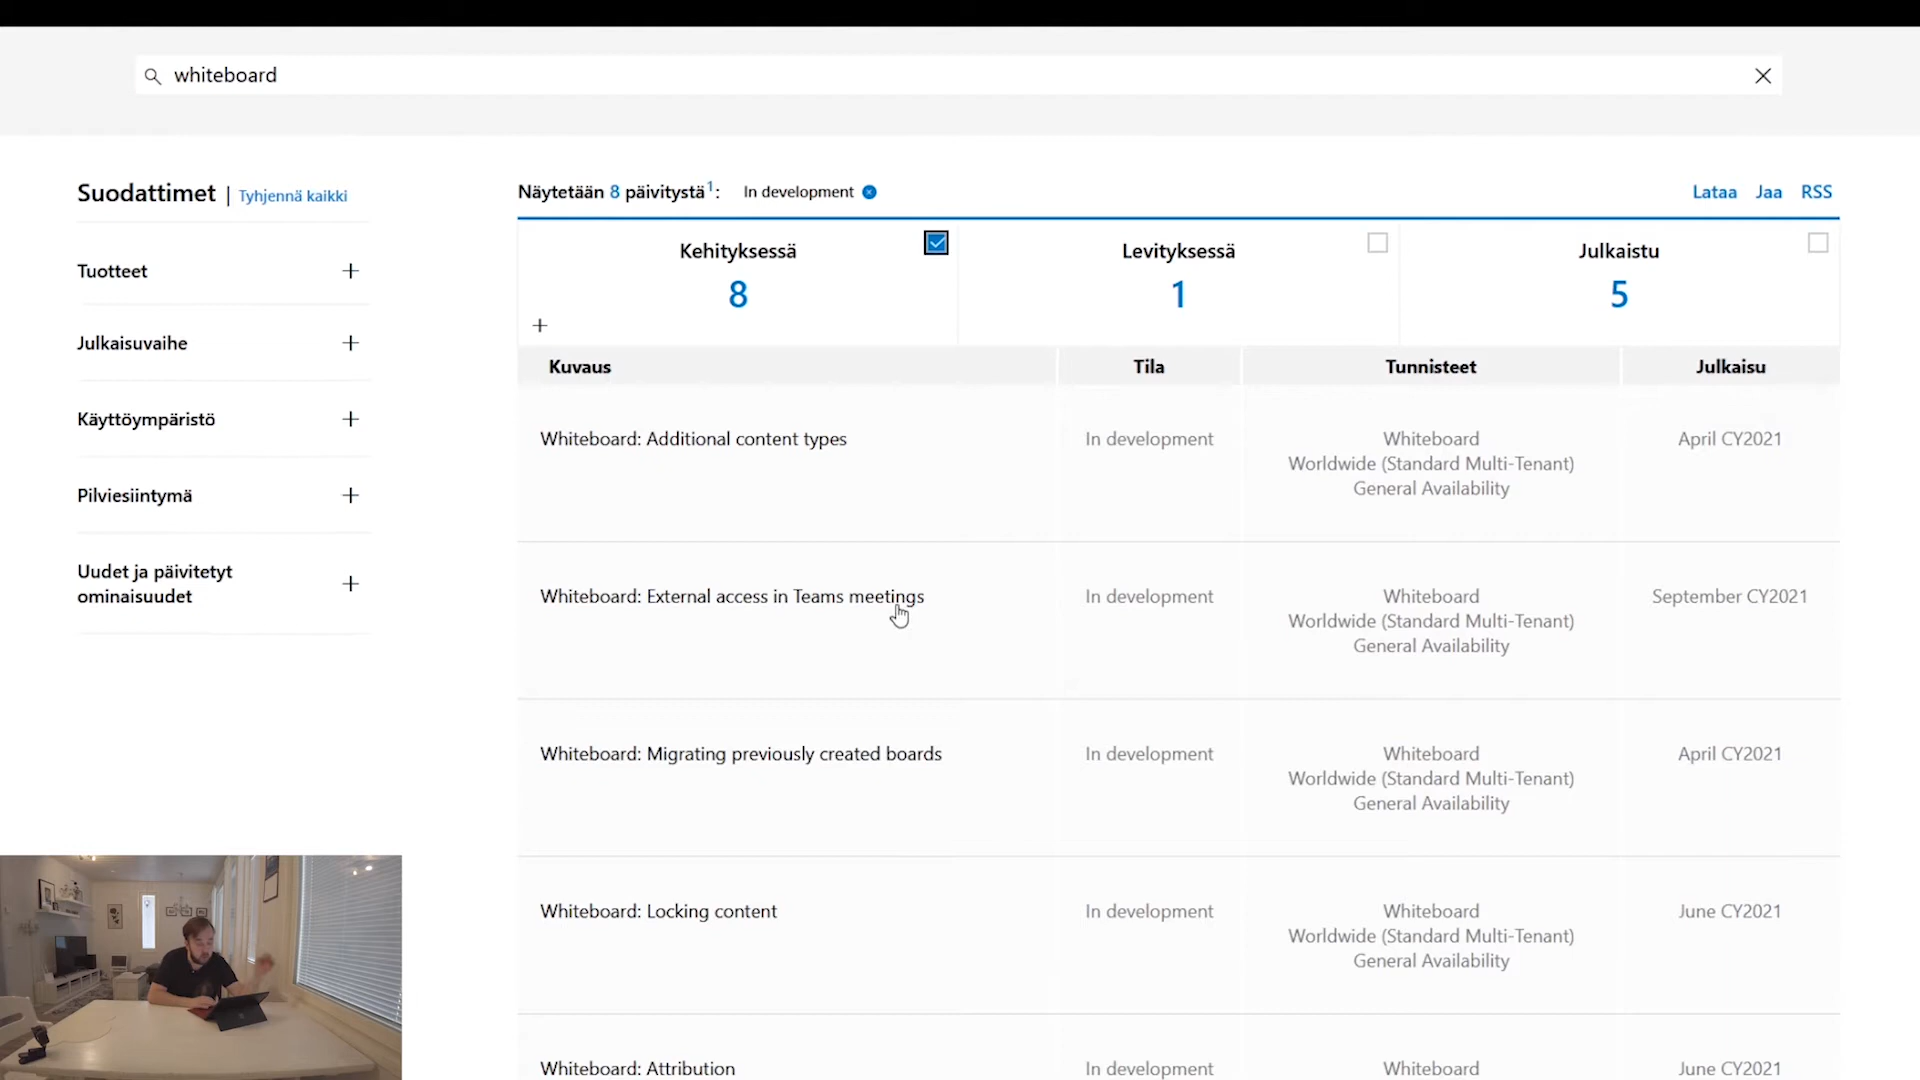 whiteboard
Suodattimet | Tyhjennä kaikki
Tuotteet
Julkaisuvaihe
Käyttöympäristö
Pilviesiintymä
Uudet ja päivitetyt
ominaisuudet
Näytetään 8 päivitystä1: In development
Lataa Jaa RSS
Kehityksessä
8
Levityksessä
1
Julkaistu
5
Kuvaus Tila Tunnisteet Julkaisu
Whiteboard: Additional content types In development Whiteboard April CY2021
Worldwide (Standard Multi-Tenant)
General Availability
Whiteboard: External access in Teams meetings In development Whiteboard September CY2021
Worldwide (Standard Multi-Tenant)
General Availability
Whiteboard: Migrating previously created boards In development Whiteboard April CY2021
Worldwide (Standard Multi-Tenant)
General Availability
Whiteboard: Locking content In development Whiteboard June CY2021
Worldwide (Standard Multi-Tenant)
General Availability
Whiteboard: Attribution In development Whiteboard June CY2021